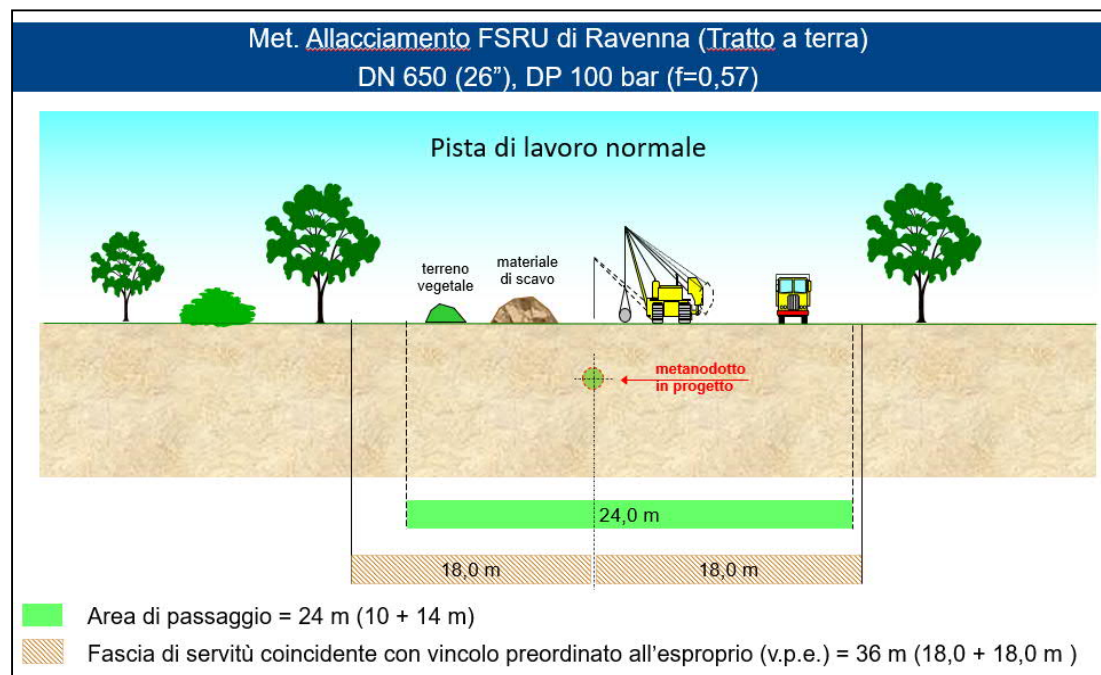 Met. Allacciamento FSRU di Ravenna (Tratto a terra)
DN 650 (26”), DP 100 bar (f=0,57)
Pista di lavoro normale
terreno
vegetale
materiale
di scavo
metanodotto
in progetto
24,0 m
18,0 m
18,0 m
Area di passaggio = 24 m (10 + 14 m)
Fascia di servitù coincidente con vincolo preordinato all’esproprio (v.p.e.) = 36 m (18,0 + 18,0 m )